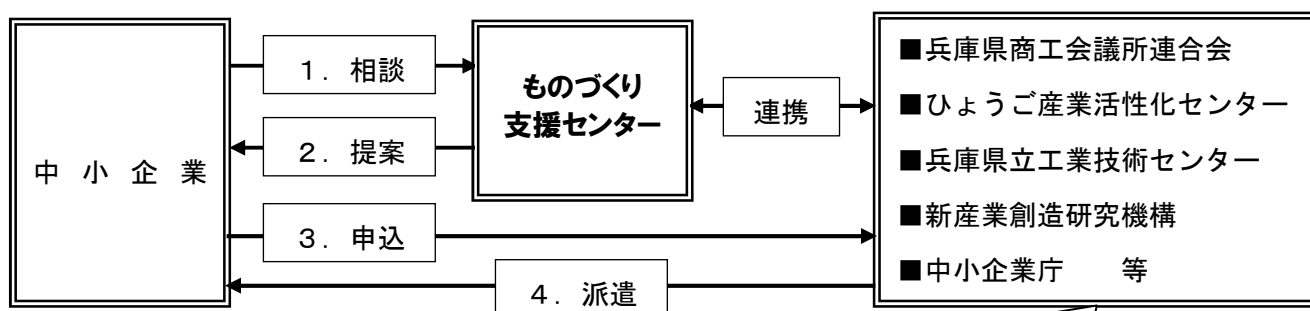 中　小　企　業
１．相談
２．提案
３．申込
４．派遣
ものづくり
支援センター
連携
■兵庫県商工会議所連合会
■ひょうご産業活性化センター
■兵庫県立工業技術センター
■新産業創造研究機構
■中小企業庁　　等